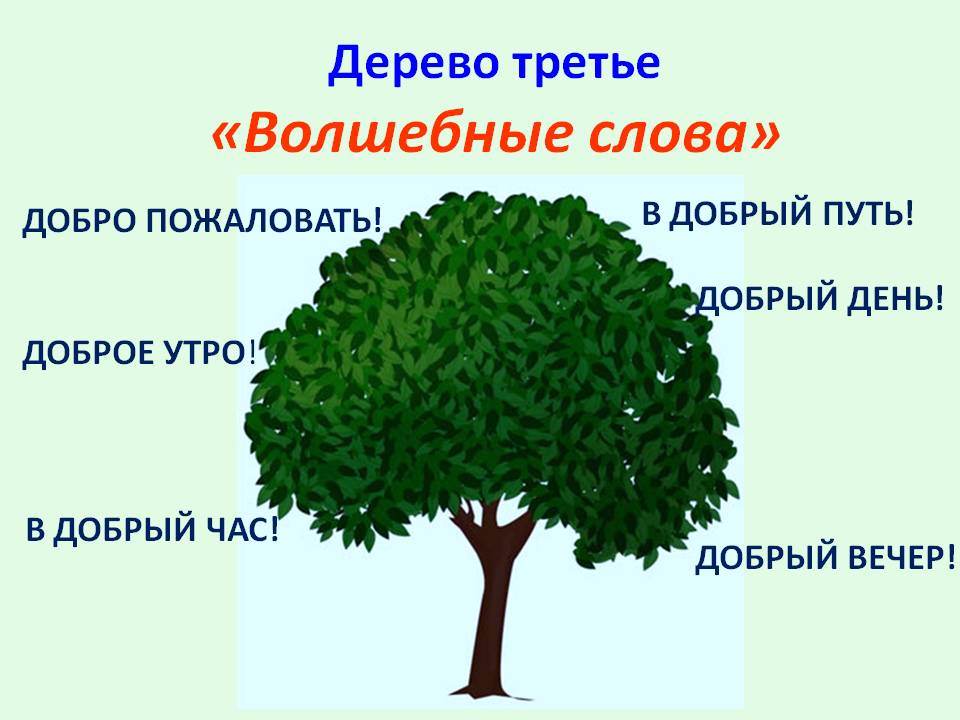 Дерево третье
«Волшебные слова»
ДОБРО ПОЖАЛОВАТЬ!
В ДОБРЫЙ ПУТЬ!
ДОБРЫЙ ДЕНЬ!
ДОБРОЕ УТРО!
В ДОБРЫЙ ЧАС!
ДОБРЫЙ ВЕЧЕР!